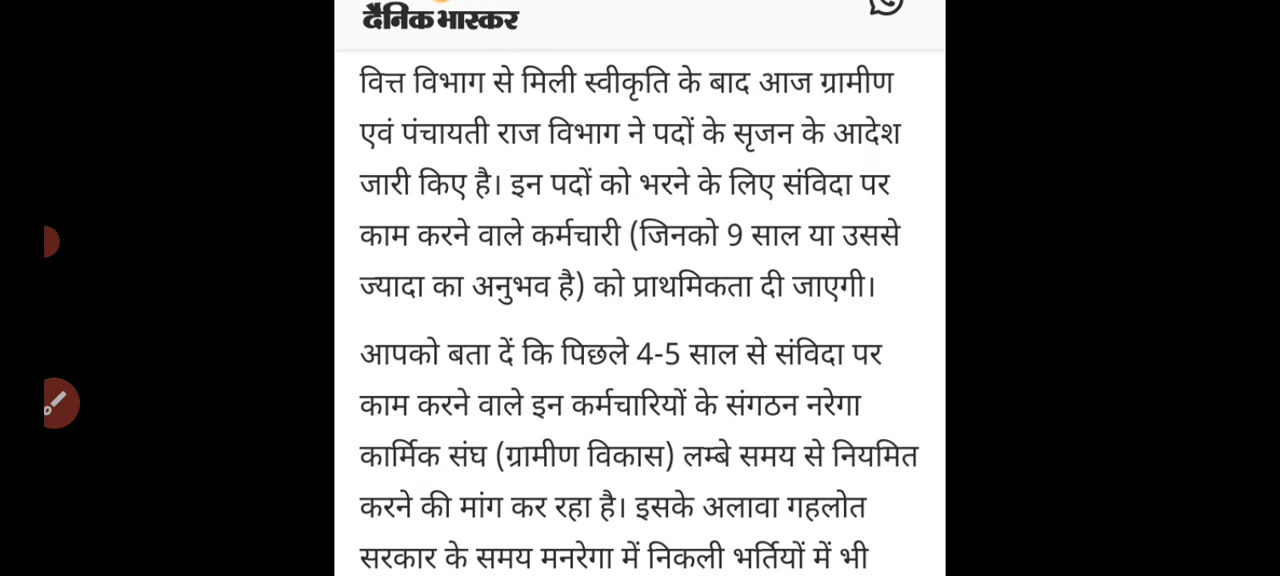 दैनिक भास्कर
वित्त विभाग से मिली स्वीकृति के बाद आज ग्रामीण
एवं पंचायती राज विभाग ने पदों के सृजन के आदेश
जारी किए है। इन पदों को भरने के लिए संविदा पर
काम करने वाले कर्मचारी (जिनको 9 साल या उससे
ज्यादा का अनुभव है) को प्राथमिकता दी जाएगी।
आपको बता दें कि पिछले 4-5 साल से संविदा पर
काम करने वाले इन कर्मचारियों के संगठन नरेगा
कार्मिक संघ (ग्रामीण विकास) लम्बे समय से नियमित
करने की मांग कर रहा है। इसके अलावा गहलोत
सरकार के समय मनरेगा में निकली भर्तियों में भी